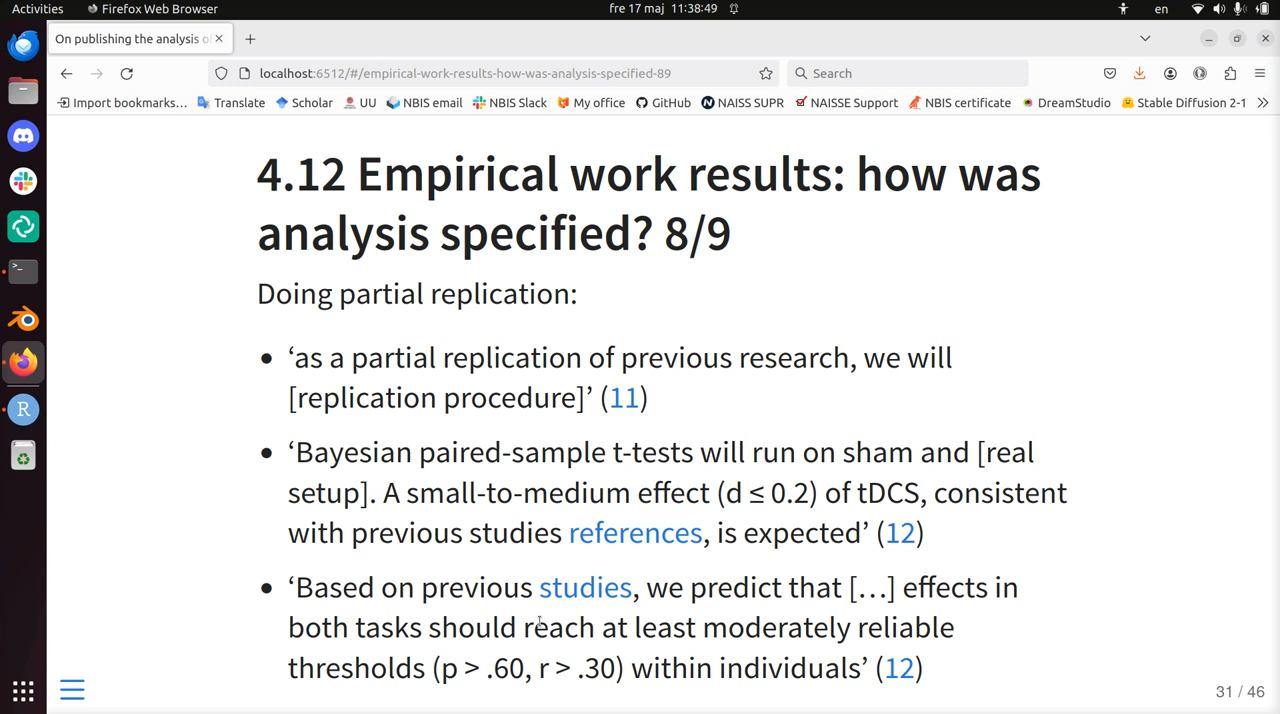 Activities Firefox Web Browser fre 17 maj 11:38:49 en
On publishing the analysis o
localhost:6512/#/empirical-work-results-how-was-analysis-specified-89 Search
Import bookmarks... Translate Scholar UU NBIS email NBIS Slack My office GitHub NAISS SUPR NAISSE Support NBIS certificate DreamStudio Stable Diffusion 2-1
4.12 Empirical work results: how was
analysis specified? 8/9
Doing partial replication:
• ‘as a partial replication of previous research, we will
[replication procedure]’ (11)
• ‘Bayesian paired-sample t-tests will run on sham and [real
setup]. A small-to-medium effect (d ≤ 0.2) of tDCS, consistent
with previous studies references, is expected’ (12)
• ‘Based on previous studies, we predict that […] effects in
both tasks should reach at least moderately reliable
thresholds (p > .60, r > .30) within individuals’ (12)
31 / 46